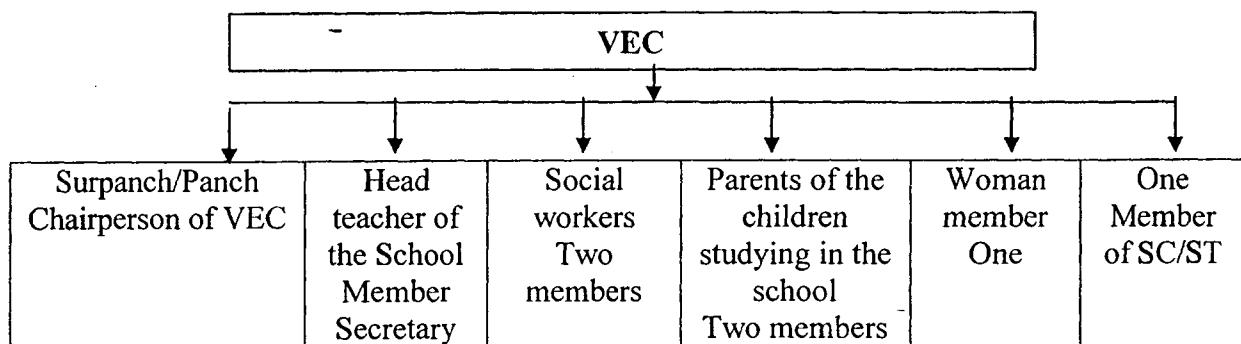 VEC
Surpanch/Panch
Chairperson of VEC
Head
teacher of
the School
Member
Secretary
Social
workers
Two
members
Parents of the
children
studying in the
school
Two members
Woman
member
One
One
Member
of SC/ST